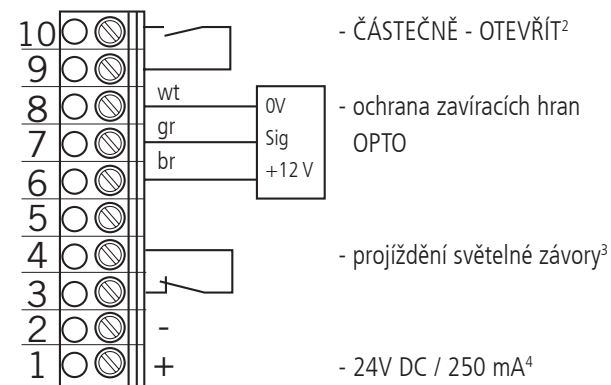 10 - ČÁSTEČNĚ - OTEVŘÍT²
9
8 wt 0V - ochrana zavíracích hran
7 gr Sig OPTO
6 br +12 V
5
4 - projíždění světelné závory³
3
2 -
1 + - 24V DC / 250 mA⁴